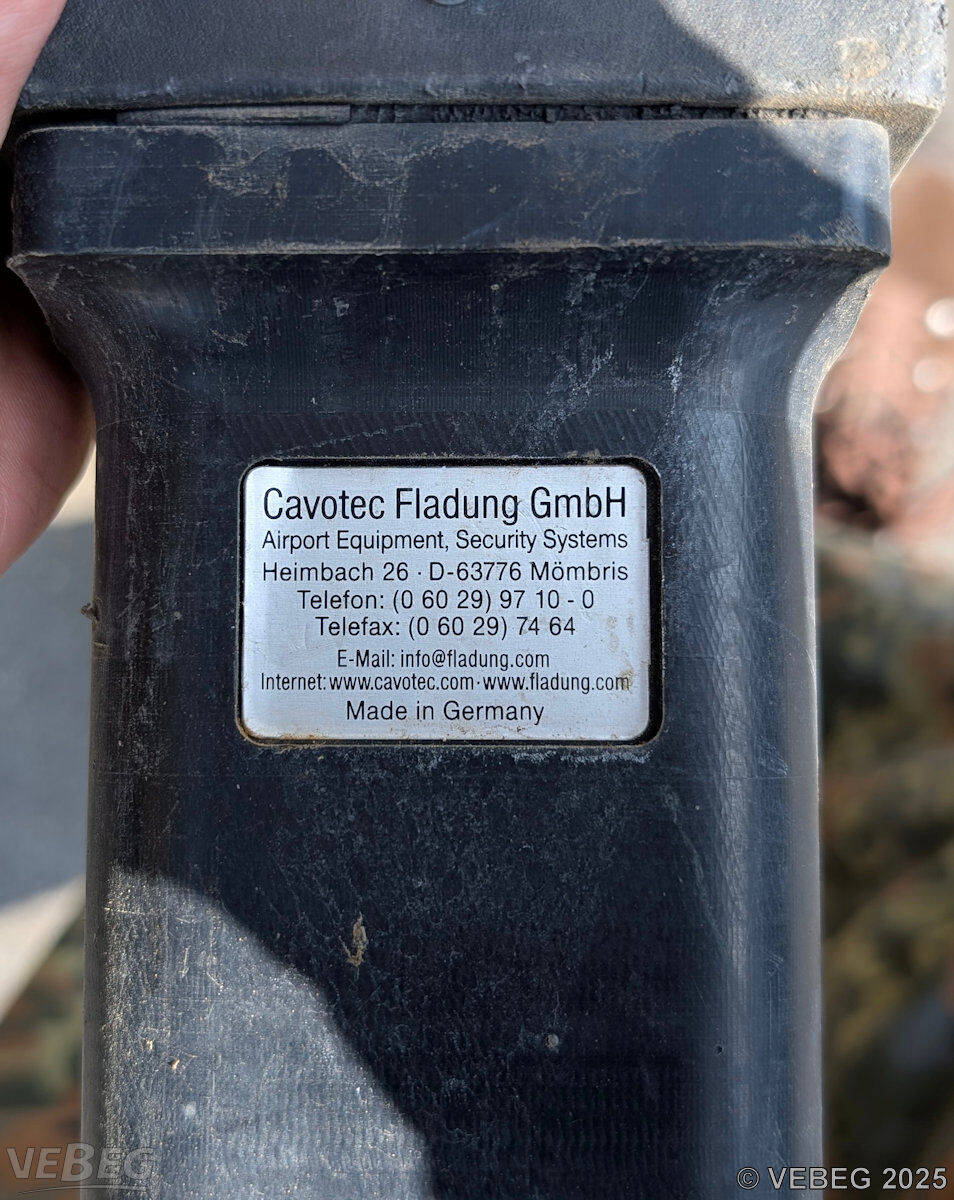 Cavotec Fladung GmbH
Airport Equipment, Security Systems
Heimbach 26 · D-63776 Mömbris
Telefon: (0 60 29) 97 10 - 0
Telefax: (0 60 29) 74 64
E-Mail: info@fladung.com
Internet: www.cavotec.com · www.fladung.com
Made in Germany
VEBEG
© VEBEG 2025